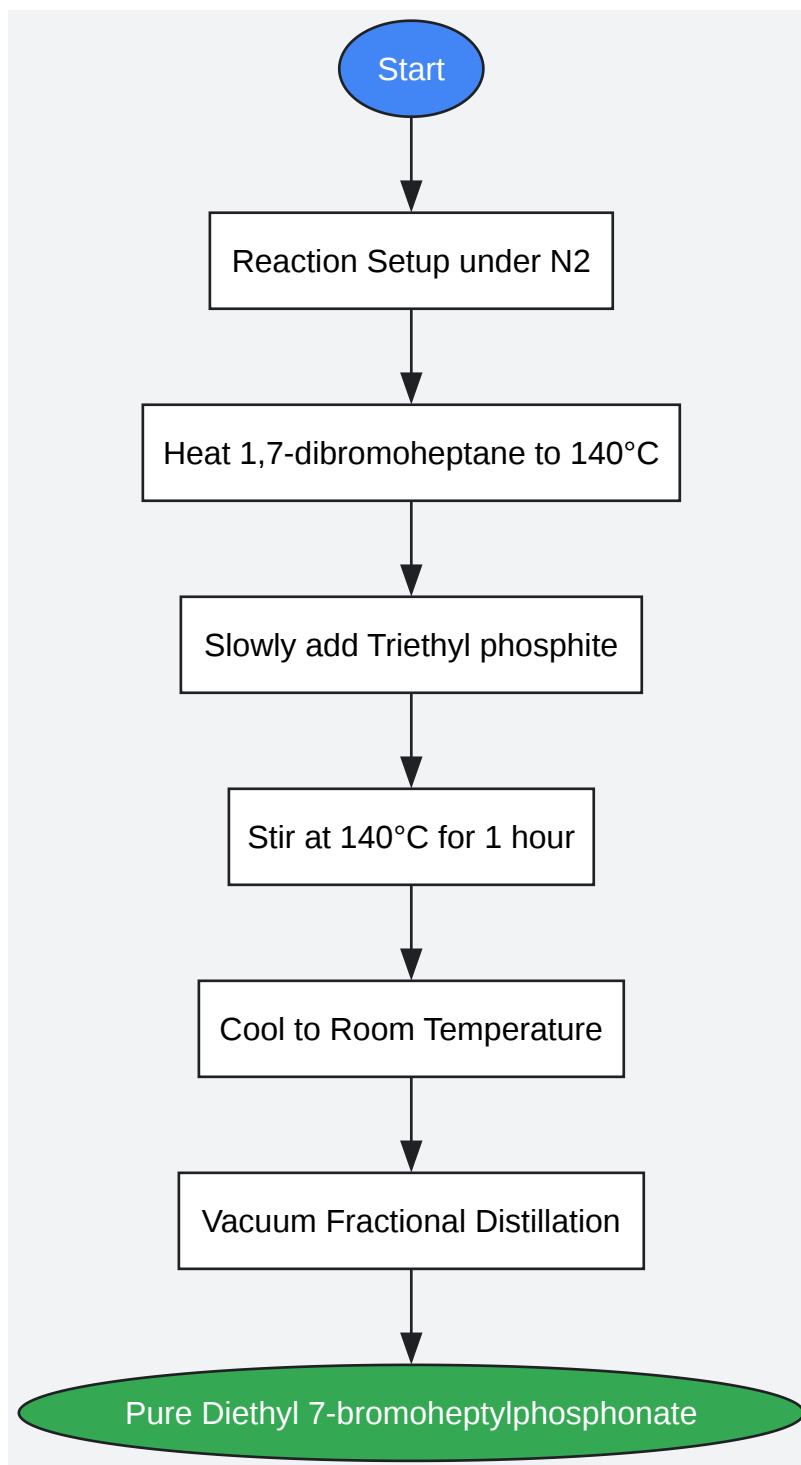 Start
Reaction Setup under N2
Heat 1,7-dibromoheptane to 140°C
Slowly add Triethyl phosphite
Stir at 140°C for 1 hour
Cool to Room Temperature
Vacuum Fractional Distillation
Pure Diethyl 7-bromoheptylphosphonate